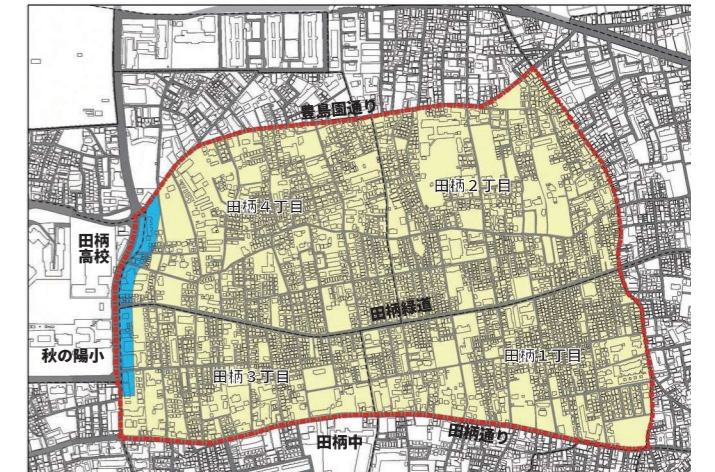 豊島園通り
田柄４丁目
田柄２丁目
田柄
高校
田柄緑道
秋の陽小
田柄３丁目
田柄１丁目
田柄中
田柄通り